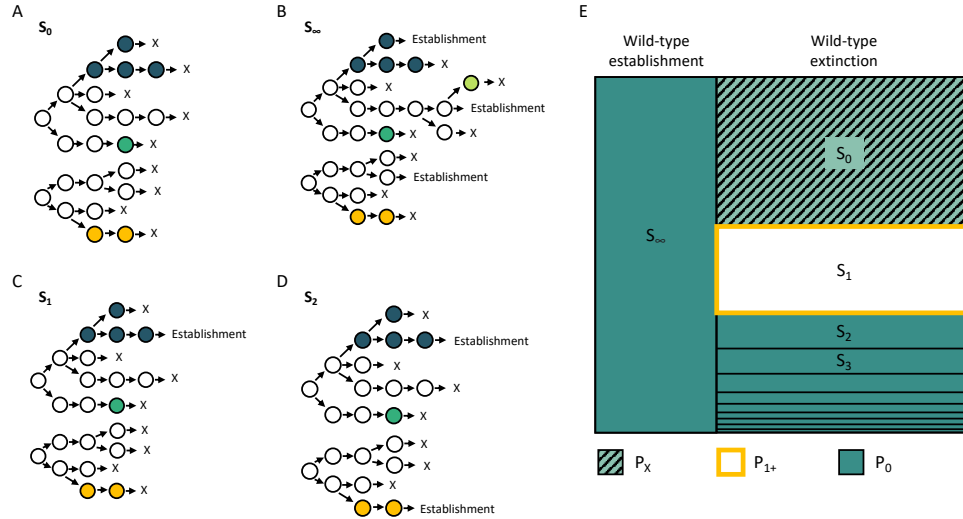 A
S₀
X
X
X
X
X
X
X
X
X
B
S∞
Establishment
X
X
X
Establishment
X
X
X
Establishment
X
X
C
S₁
X
Establishment
X
X
X
X
X
X
X
D
S₂
X
Establishment
X
X
X
X
X
X
Establishment
E
Wild-type establishment
Wild-type extinction
S∞
S₀
S₁
S₂
S₃
Pₓ
P₁₊
P₀